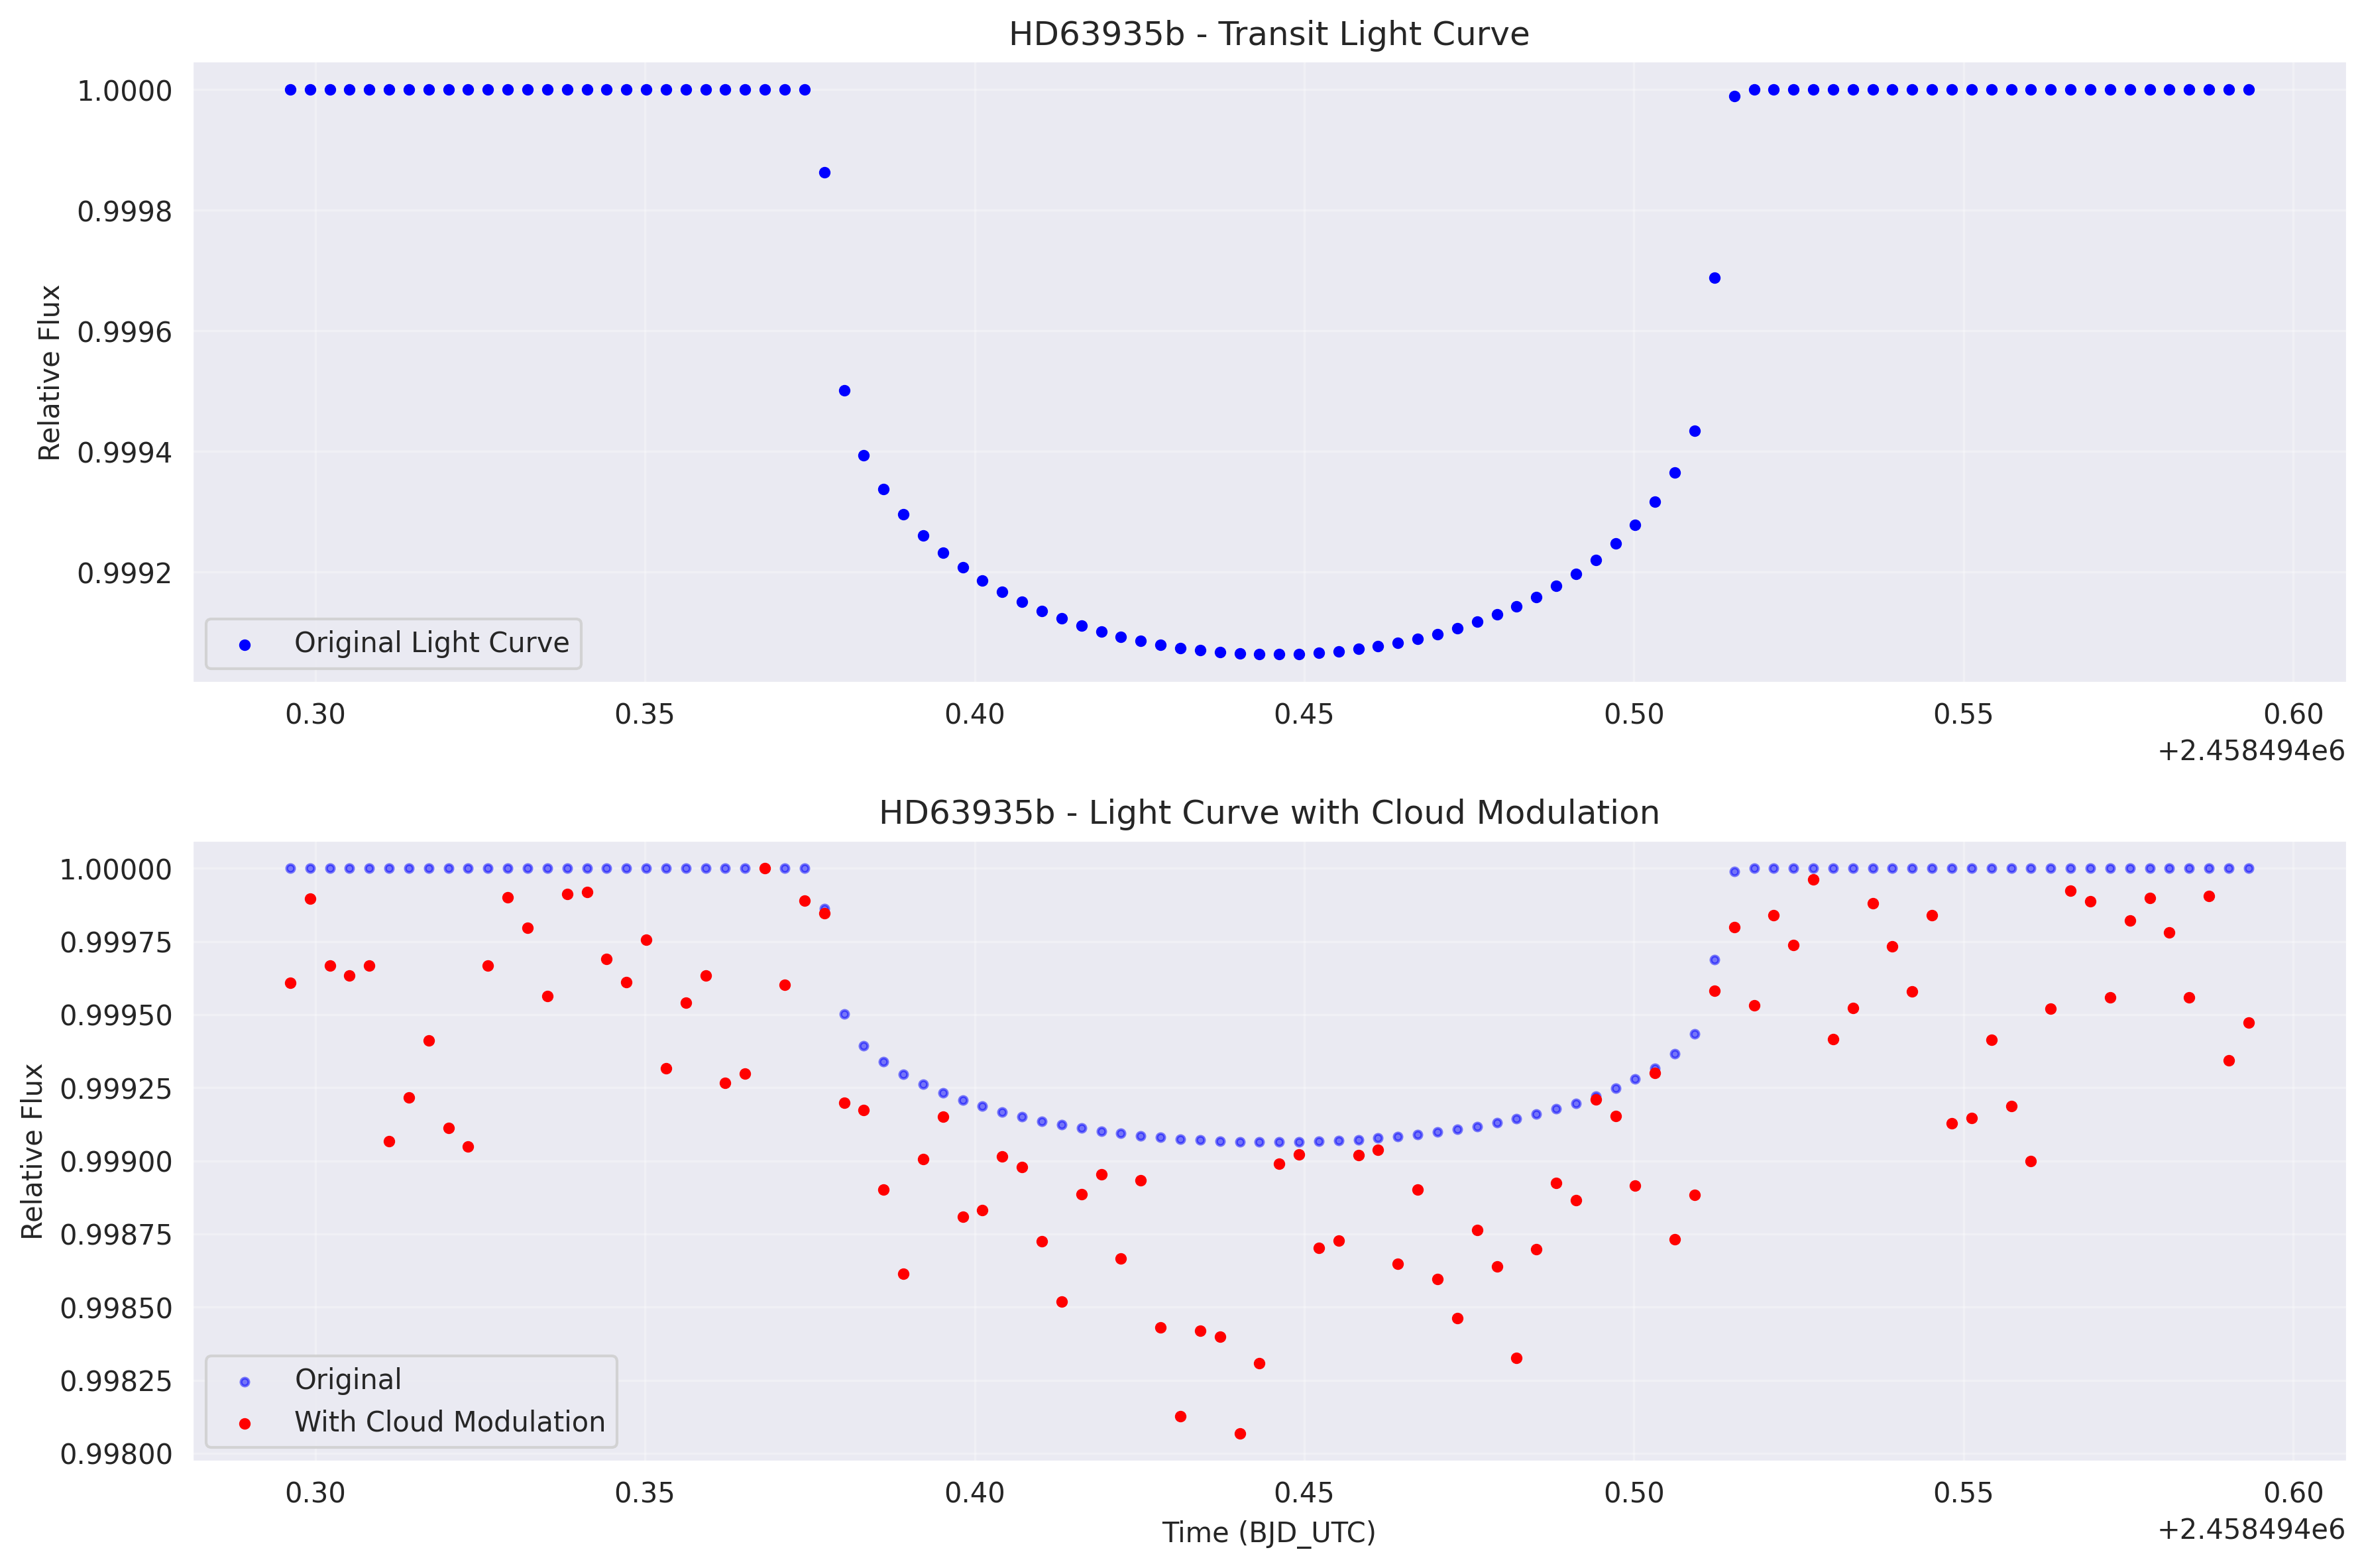 HD63935b - Transit Light Curve
Relative Flux
1.0000
0.9998
0.9996
0.9994
0.9992
Original Light Curve
0.30 0.35 0.40 0.45 0.50 0.55 0.60
+2.458494e6
HD63935b - Light Curve with Cloud Modulation
Relative Flux
1.00000
0.99975
0.99950
0.99925
0.99900
0.99875
0.99850
0.99825
0.99800
Original
With Cloud Modulation
0.30 0.35 0.40 0.45 0.50 0.55 0.60
Time (BJD_UTC)
+2.458494e6